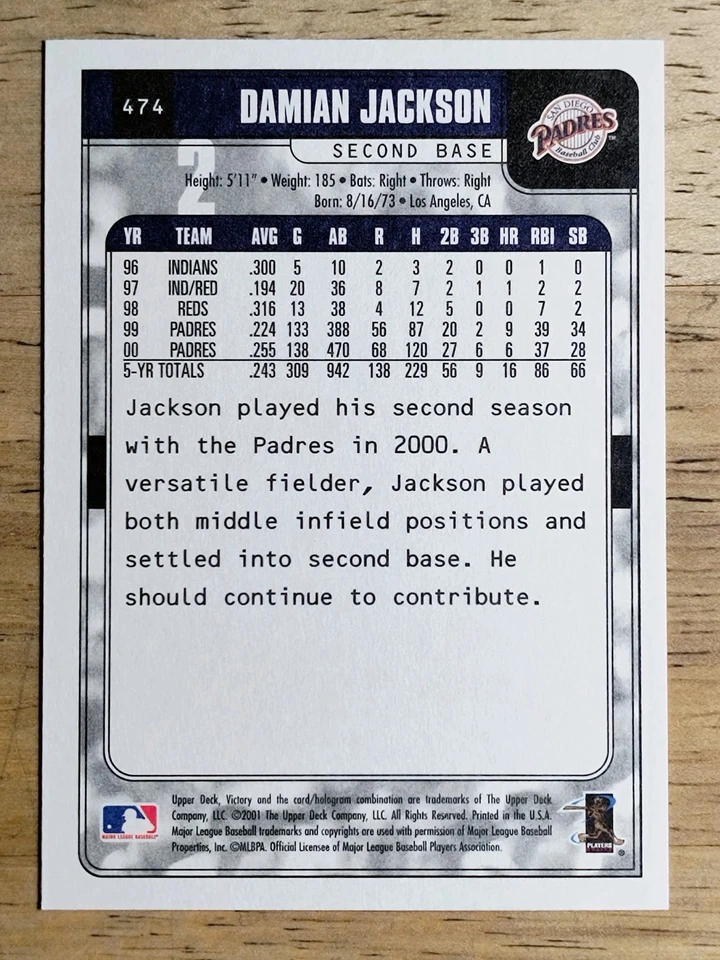 474
DAMIAN JACKSON
SAN DIEGO
PADRES
Baseball Club
TM
SECOND BASE
2
Height: 5'11" • Weight: 185 • Bats: Right • Throws: Right
Born: 8/16/73 • Los Angeles, CA
YR TEAM AVG G AB R H 2B 3B HR RBI SB
96 INDIANS .300 5 10 2 3 2 0 0 1 0
97 IND/RED .194 20 36 8 7 2 1 1 2 2
98 REDS .316 13 38 4 12 5 0 0 7 2
99 PADRES .224 133 388 56 87 20 2 9 39 34
00 PADRES .255 138 470 68 120 27 6 6 37 28
5-YR TOTALS .243 309 942 138 229 56 9 16 86 66
Jackson played his second season
with the Padres in 2000. A
versatile fielder, Jackson played
both middle infield positions and
settled into second base. He
should continue to contribute.
Upper Deck, Victory and the card/hologram combination are trademarks of The Upper Deck
Company, LLC. ©2001 The Upper Deck Company, LLC. All Rights Reserved. Printed in the U.S.A.
Major League Baseball trademarks and copyrights are used with permission of Major League Baseball
Properties, Inc. ©MLBPA. Official Licensee of Major League Baseball Players Association.
MAJOR LEAGUE BASEBALL
PLAYERS
CHOICE
®